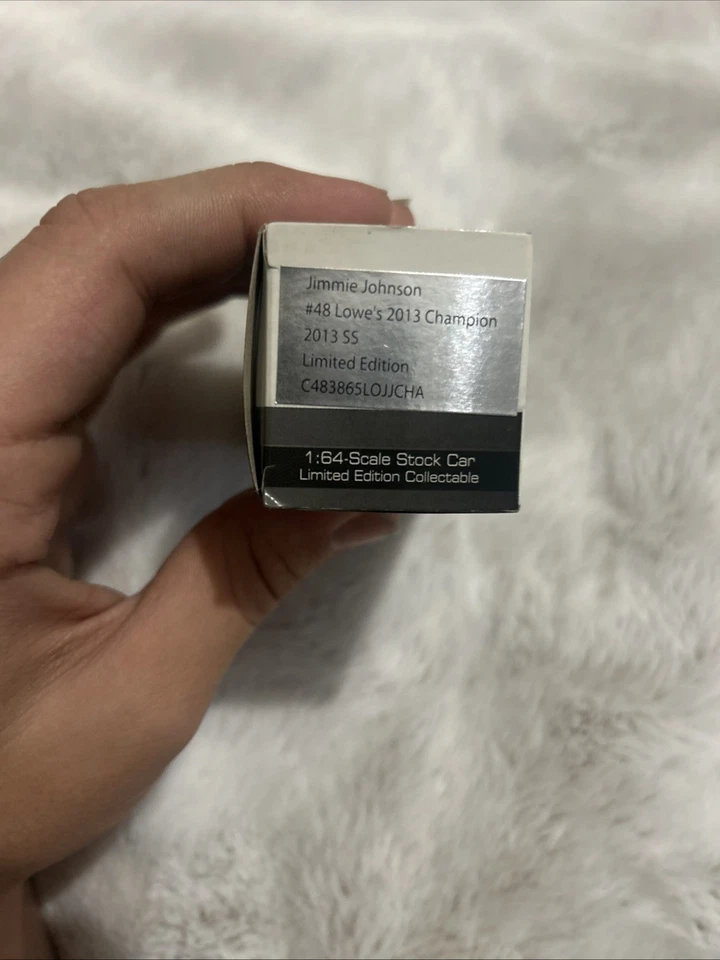 Jimmie Johnson
#48 Lowe's 2013 Champion
2013 SS
Limited Edition
C483865LOJJCHA
1:64-Scale Stock Car
Limited Edition Collectable